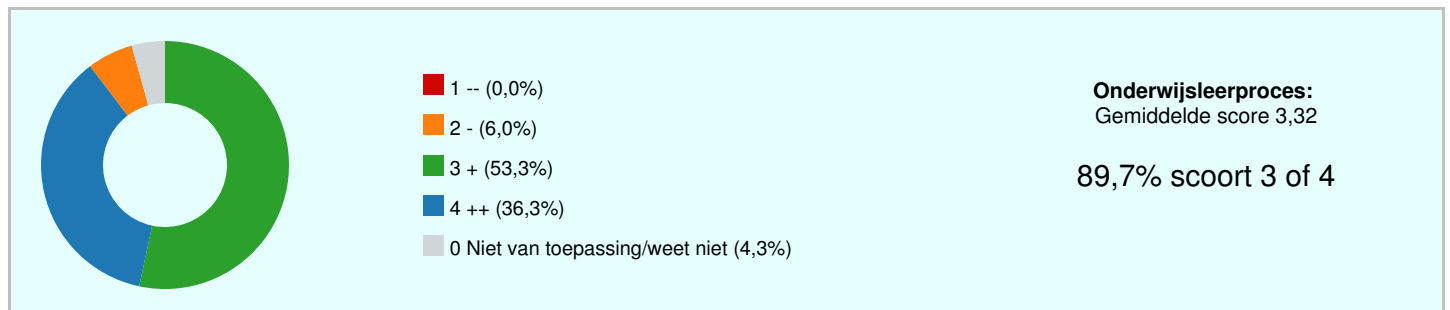 1 -- (0,0%)
2 - (6,0%)
3 + (53,3%)
4 ++ (36,3%)
0 Niet van toepassing/weet niet (4,3%)
Onderwijsleerproces:
Gemiddelde score 3,32
89,7% scoort 3 of 4